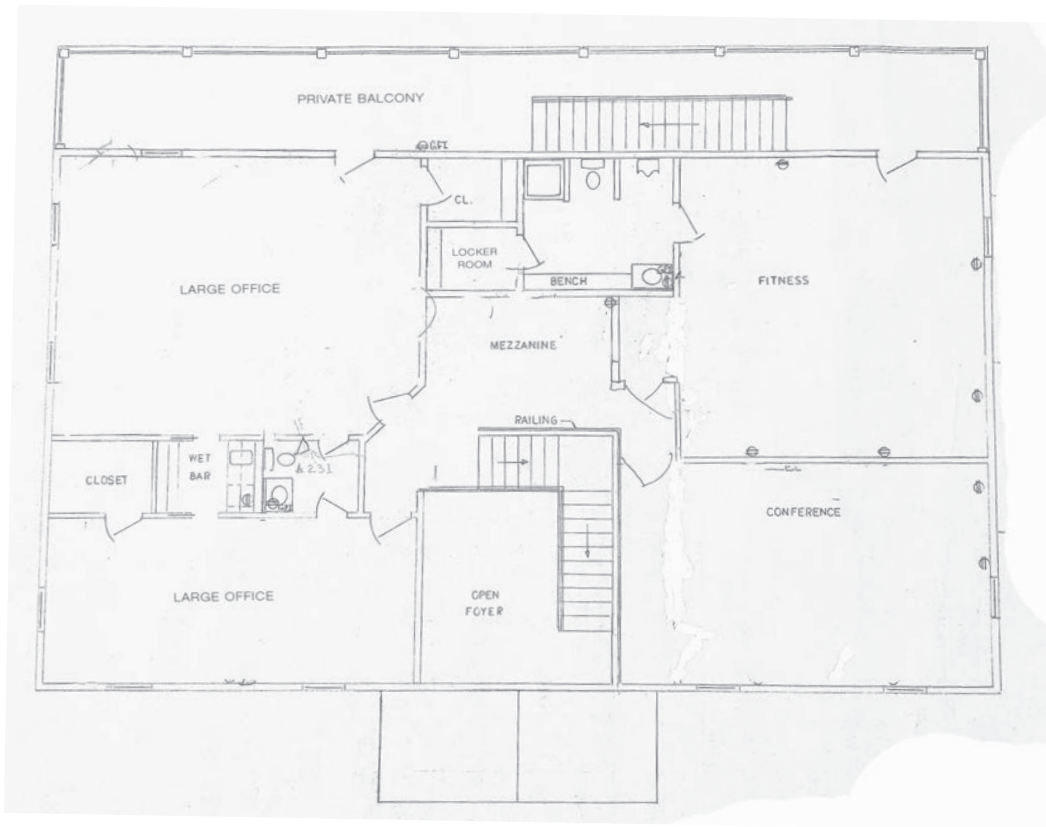 PRIVATE BALCONY
GFI
CL.
LOCKER
ROOM
BENCH
FITNESS
LARGE OFFICE
MEZZANINE
RAILING
WET
BAR
CLOSET
CONFERENCE
LARGE OFFICE
OPEN
FOYER